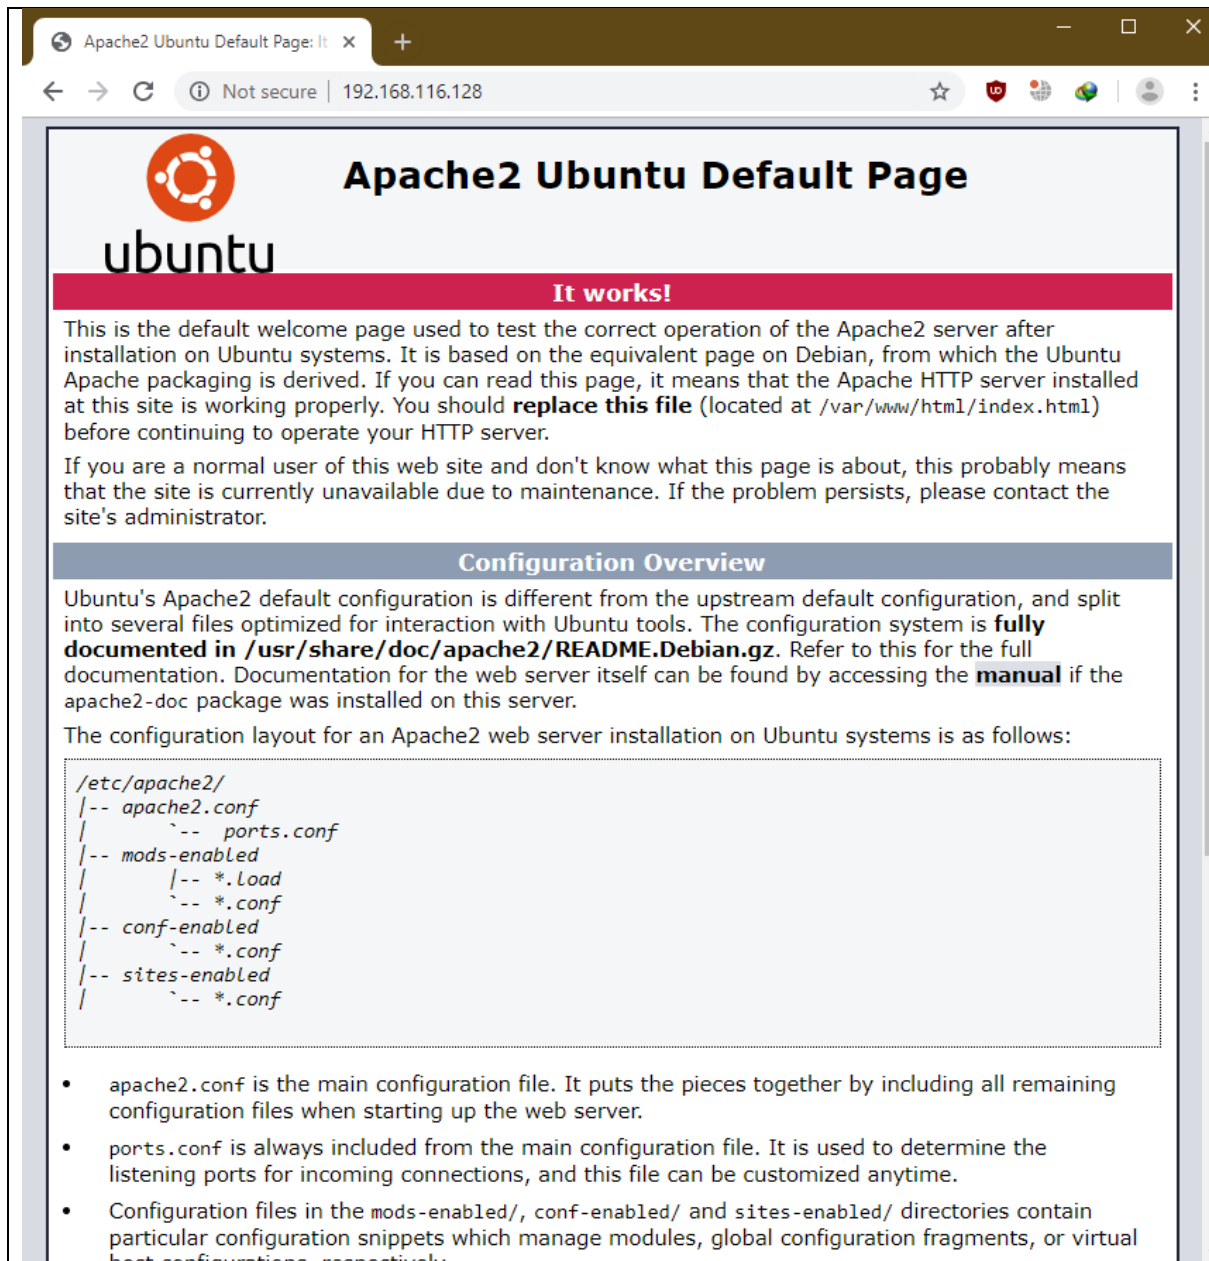 Apache2 Ubuntu Default Page: It
Not secure | 192.168.116.128
ubuntu
Apache2 Ubuntu Default Page
It works!
This is the default welcome page used to test the correct operation of the Apache2 server after
installation on Ubuntu systems. It is based on the equivalent page on Debian, from which the Ubuntu
Apache packaging is derived. If you can read this page, it means that the Apache HTTP server installed
at this site is working properly. You should replace this file (located at /var/www/html/index.html)
before continuing to operate your HTTP server.
If you are a normal user of this web site and don't know what this page is about, this probably means
that the site is currently unavailable due to maintenance. If the problem persists, please contact the
site's administrator.
Configuration Overview
Ubuntu's Apache2 default configuration is different from the upstream default configuration, and split
into several files optimized for interaction with Ubuntu tools. The configuration system is fully
documented in /usr/share/doc/apache2/README.Debian.gz. Refer to this for the full
documentation. Documentation for the web server itself can be found by accessing the manual if the
apache2-doc package was installed on this server.
The configuration layout for an Apache2 web server installation on Ubuntu systems is as follows:
/etc/apache2/
|-- apache2.conf
|       `--  ports.conf
|-- mods-enabled
|       |-- *.load
|       `-- *.conf
|-- conf-enabled
|       `-- *.conf
|-- sites-enabled
|       `-- *.conf
• apache2.conf is the main configuration file. It puts the pieces together by including all remaining
configuration files when starting up the web server.
• ports.conf is always included from the main configuration file. It is used to determine the
listening ports for incoming connections, and this file can be customized anytime.
• Configuration files in the mods-enabled/, conf-enabled/ and sites-enabled/ directories contain
particular configuration snippets which manage modules, global configuration fragments, or virtual
host configurations, respectively.